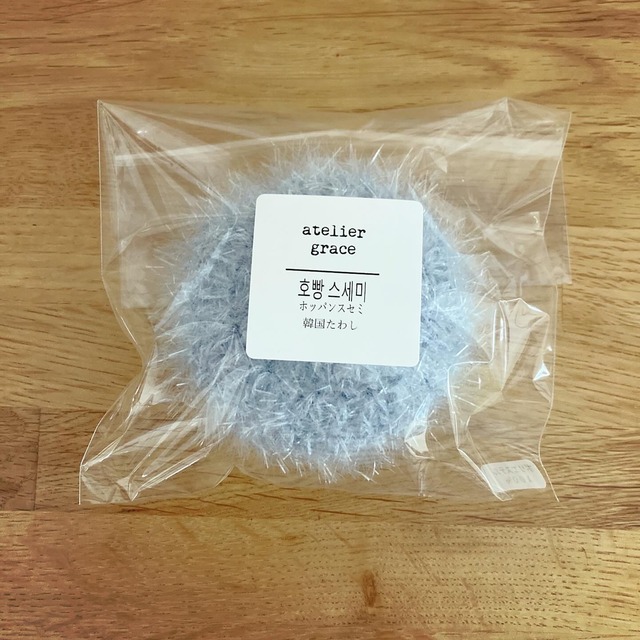 atelier
grace
호빵 스세미
ホッパンスセミ
韓国たわし